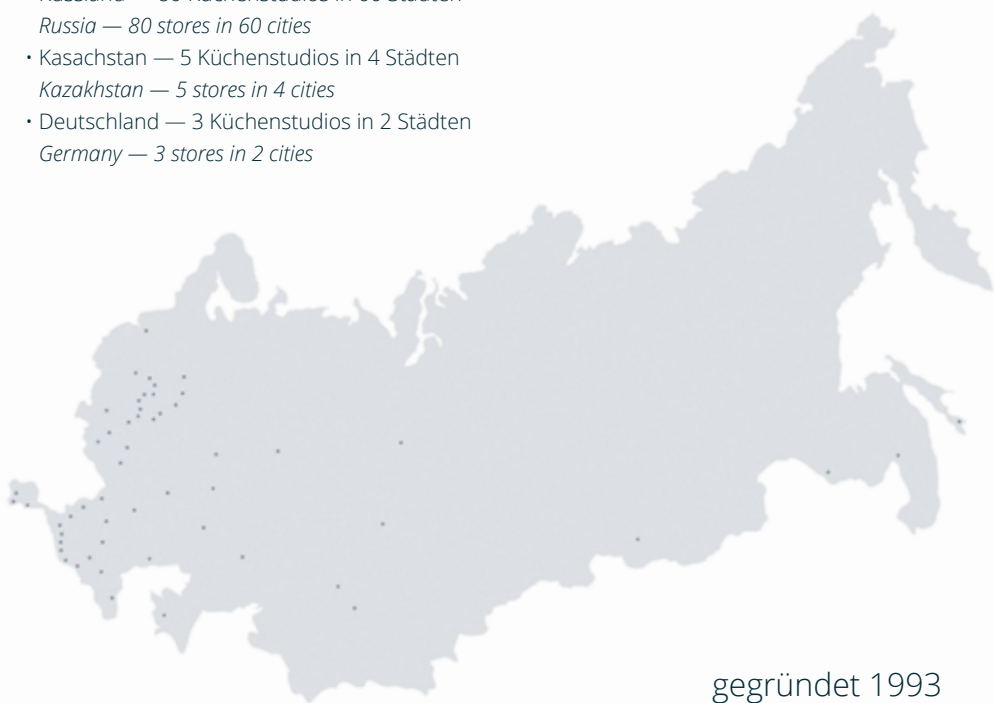 Russia — 80 stores in 60 cities
• Kasachstan — 5 Küchenstudios in 4 Städten
Kazakhstan — 5 stores in 4 cities
• Deutschland — 3 Küchenstudios in 2 Städten
Germany — 3 stores in 2 cities
gegründet 1993